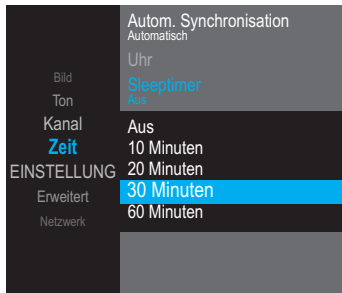 Bild
Ton
Kanal
Zeit
EINSTELLUNG
Erweitert
Netzwerk
Autom. Synchronisation
Automatisch
Uhr
Sleeptimer
Aus
Aus
10 Minuten
20 Minuten
30 Minuten
60 Minuten